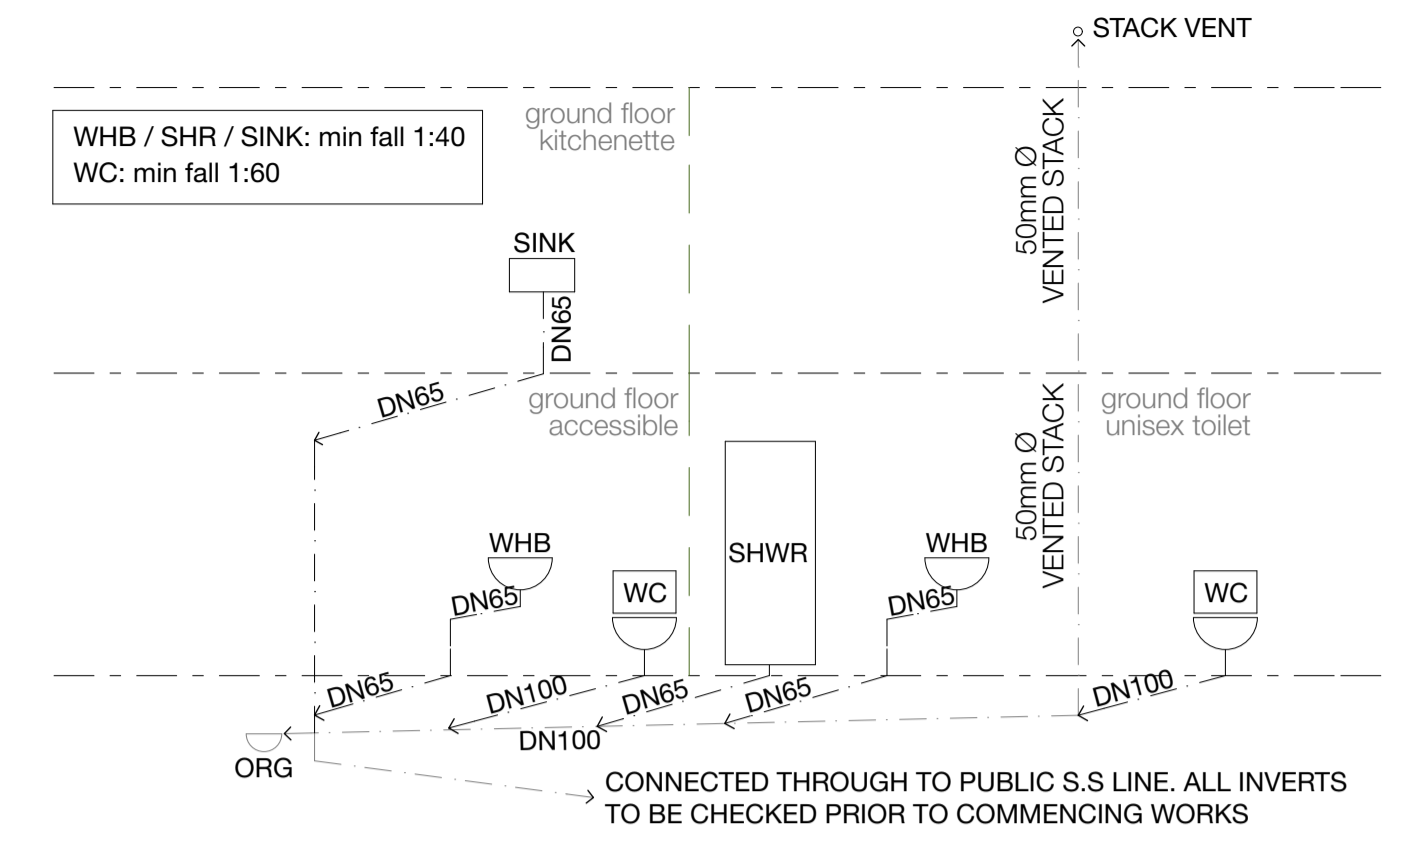 STACK VENT
WHB / SHR / SINK: min fall 1:40
WC: min fall 1:60
ground floor
kitchenette
50mm Ø
VENTED STACK
SINK
DN65
DN65
ground floor
accessible
50mm Ø
VENTED STACK
ground floor
unisex toilet
WHB
DN65
WC
SHWR
WHB
DN65
WC
DN65
DN100
DN65
DN65
DN100
DN100
ORG
CONNECTED THROUGH TO PUBLIC S.S LINE. ALL INVERTS
TO BE CHECKED PRIOR TO COMMENCING WORKS